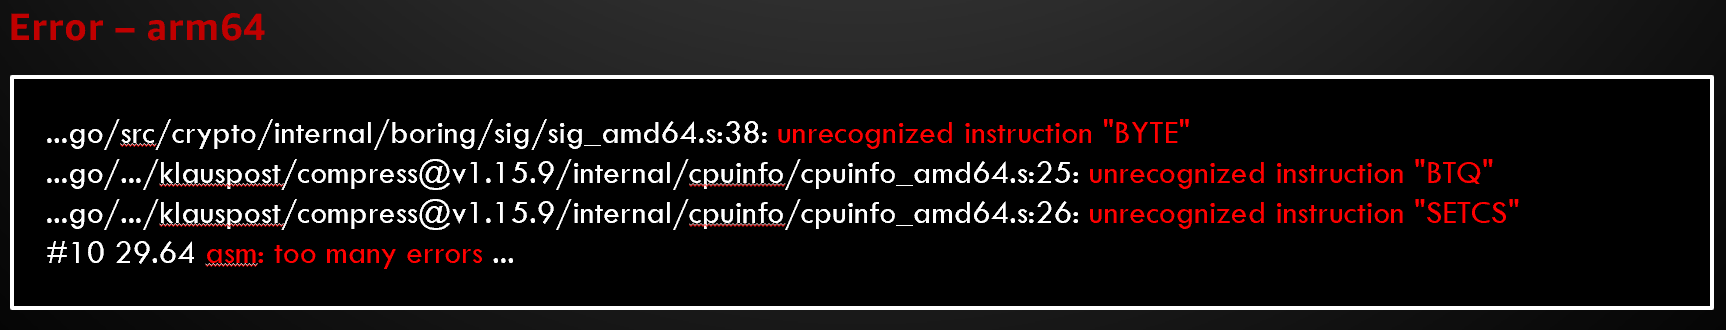 Error – arm64
...go/src/crypto/internal/boring/sig/sig_amd64.s:38: unrecognized instruction "BYTE"
...go/.../klauspost/compress@v1.15.9/internal/cpuinfo/cpuinfo_amd64.s:25: unrecognized instruction "BTQ"
...go/.../klauspost/compress@v1.15.9/internal/cpuinfo/cpuinfo_amd64.s:26: unrecognized instruction "SETCS"
#10 29.64 asm: too many errors ...